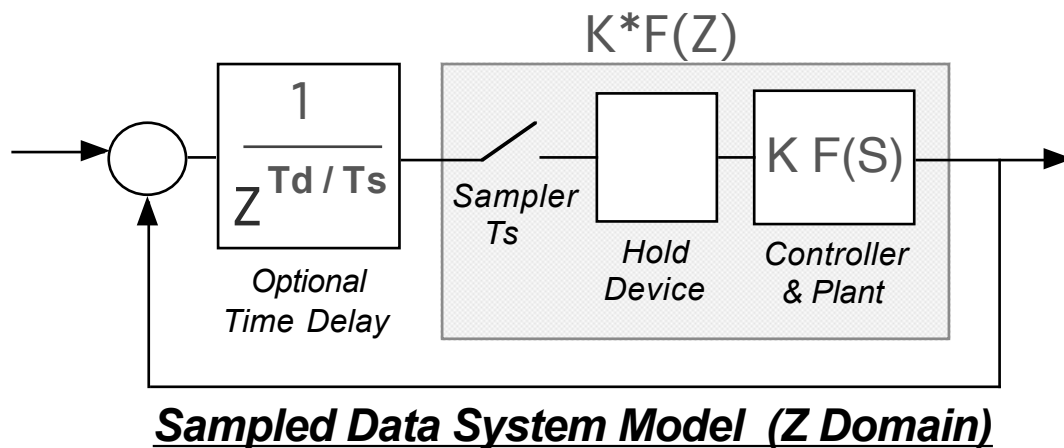 K*F(Z)
1
Z Td / Ts
K F(S)
Sampler
Ts
Optional
Time Delay
Hold
Device
Controller
& Plant
Sampled Data System Model (Z Domain)